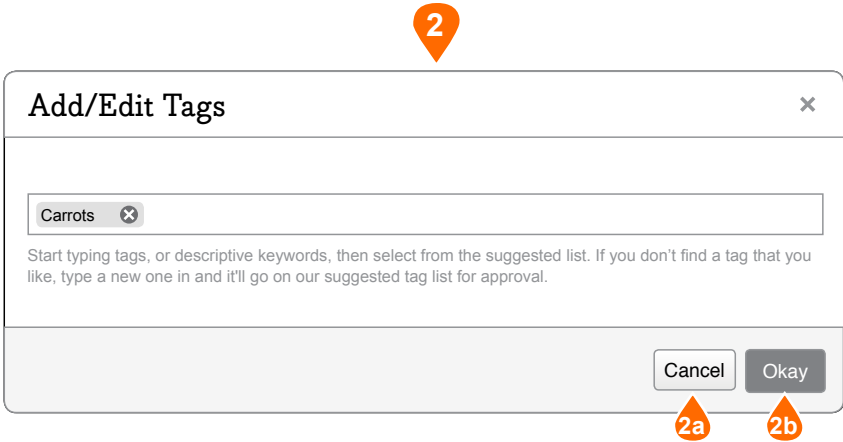 2
Add/Edit Tags
Carrots
Start typing tags, or descriptive keywords, then select from the suggested list. If you don’t find a tag that you
like, type a new one in and it'll go on our suggested tag list for approval.
Cancel Okay
2a 2b